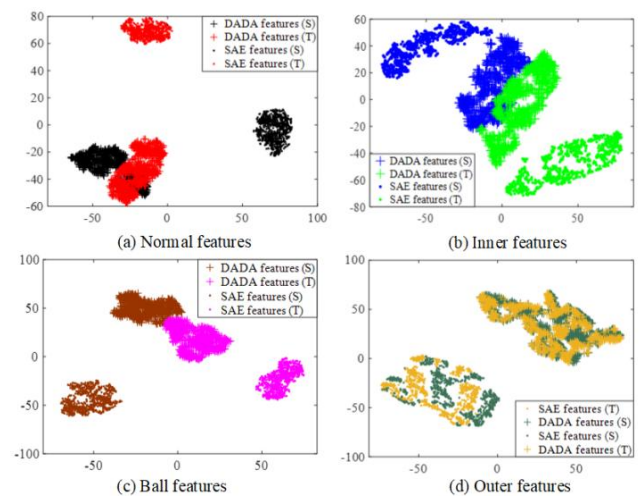 80
60
40
20
0
-20
-40
-60
-50
0
50
100
DADA features (S)
DADA features (T)
SAE features (S)
SAE features (T)
(a) Normal features
60
40
20
0
-20
-40
-60
-80
-50
0
50
DADA features (S)
DADA features (T)
SAE features (S)
SAE features (T)
(b) Inner features
100
50
0
-50
-100
-50
0
50
DADA features (S)
DADA features (T)
SAE features (S)
SAE features (T)
(c) Ball features
100
50
0
-50
-100
-50
0
50
SAE features (T)
DADA features (S)
SAE features (S)
DADA features (T)
(d) Outer features